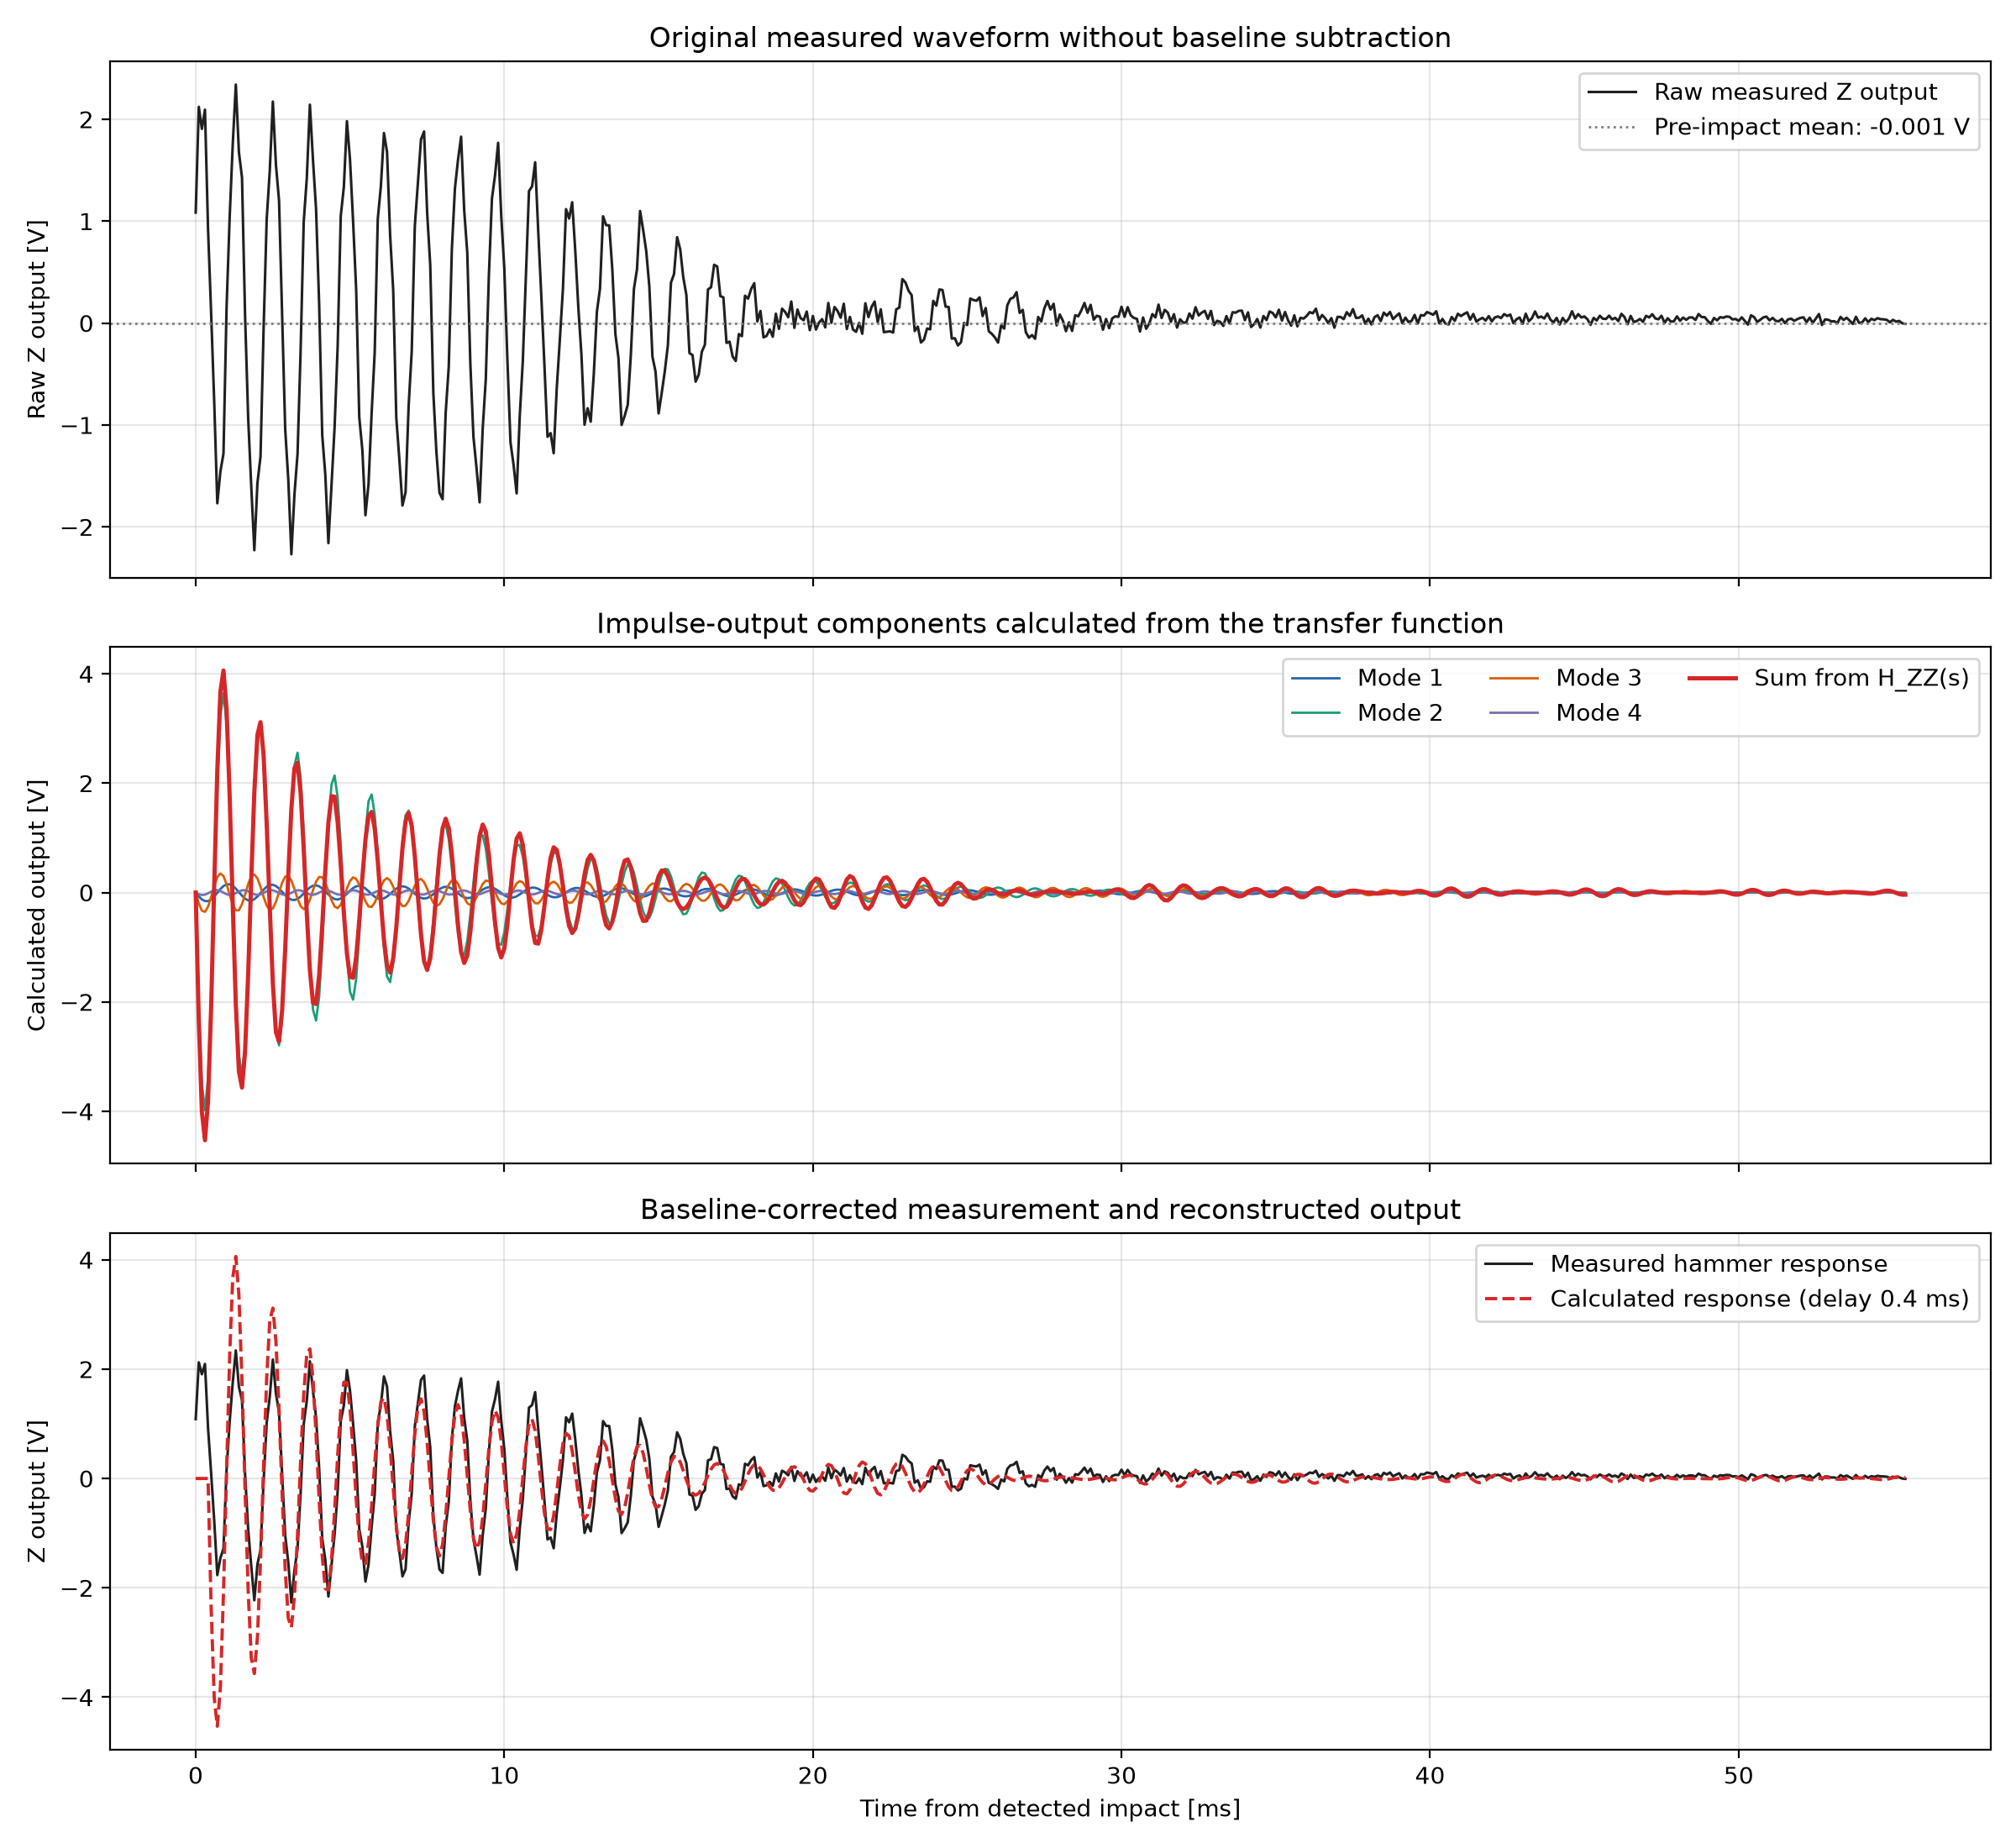 Original measured waveform without baseline subtraction
Raw measured Z output
Pre-impact mean: -0.001 V
Raw Z output [V]
2
1
0
−1
−2
Impulse-output components calculated from the transfer function
Mode 1
Mode 2
Mode 3
Mode 4
Sum from H_ZZ(s)
Calculated output [V]
4
2
0
−2
−4
Baseline-corrected measurement and reconstructed output
Measured hammer response
Calculated response (delay 0.4 ms)
Z output [V]
4
2
0
−2
−4
0 10 20 30 40 50
Time from detected impact [ms]